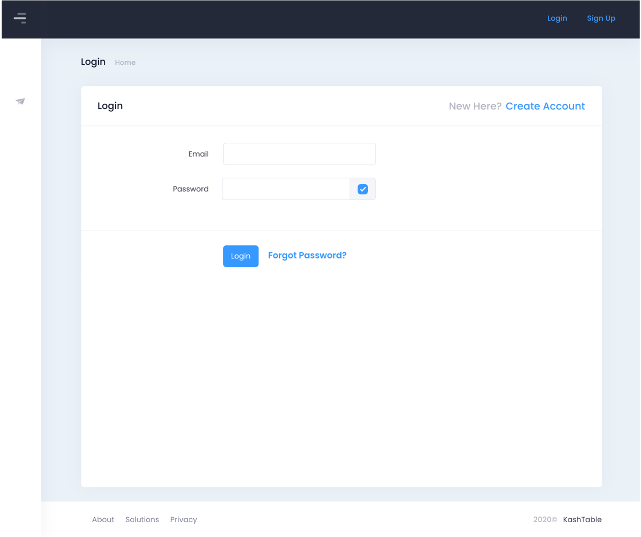 Login Sign Up
Login Home
Login New Here? Create Account
Email
Password
Login Forgot Password?
About Solutions Privacy 2020© KashTable